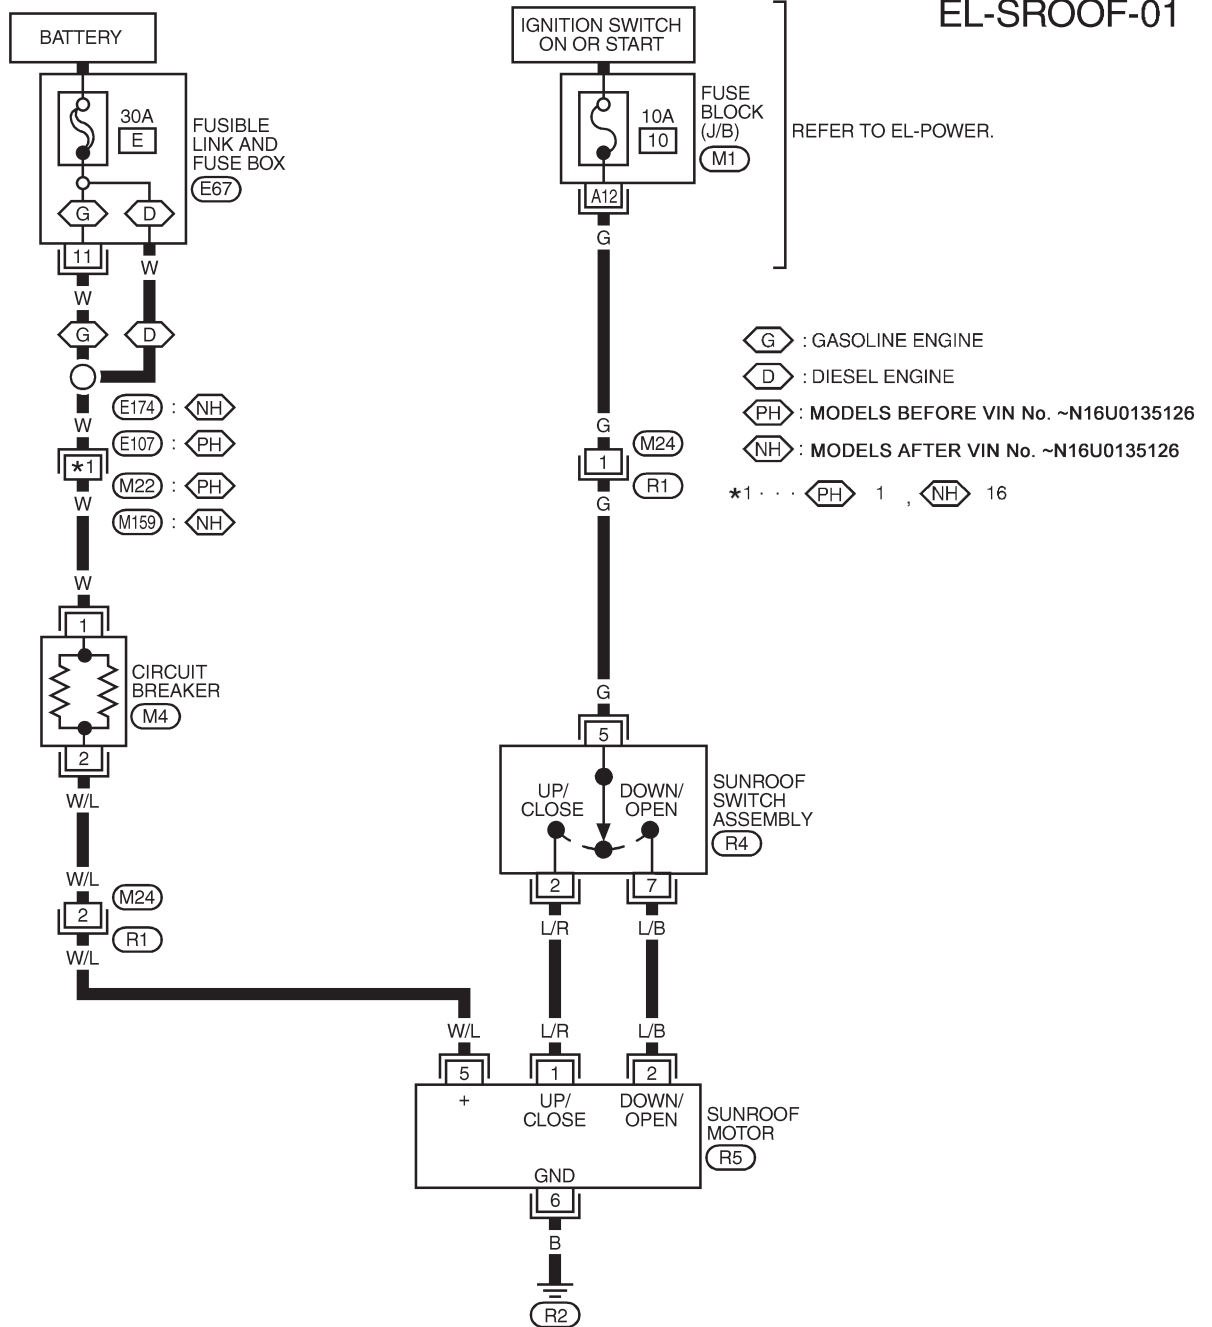 EL-SROOF-01
BATTERY
IGNITION SWITCH
ON OR START
30A
E
FUSIBLE
LINK AND
FUSE BOX
E67
10A
10
FUSE
BLOCK
(J/B)
M1
REFER TO EL-POWER.
G
D
11
W
W
G
D
A12
G
W
E174 : NH
E107 : PH
*1
M22 : PH
M159 : NH
W
W
G
M24
1
R1
G
G : GASOLINE ENGINE
D : DIESEL ENGINE
PH : MODELS BEFORE VIN No. ~N16U0135126
NH : MODELS AFTER VIN No. ~N16U0135126
*1 · · · PH 1 , NH 16
1
CIRCUIT
BREAKER
M4
2
W/L
W/L
M24
2
R1
W/L
G
5
UP/
CLOSE
DOWN/
OPEN
SUNROOF
SWITCH
ASSEMBLY
R4
2
7
L/R
L/B
W/L
L/R
L/B
5
1
2
+
UP/
CLOSE
DOWN/
OPEN
SUNROOF
MOTOR
R5
GND
6
B
R2